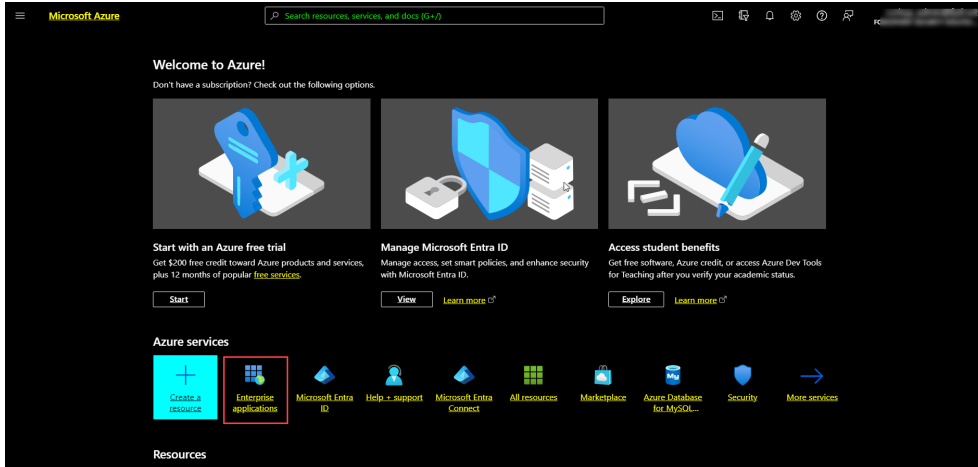 Microsoft Azure
Search resources, services, and docs (G+/)
Welcome to Azure!
Don't have a subscription? Check out the following options.
Start with an Azure free trial
Get $200 free credit toward Azure products and services,
plus 12 months of popular free services.
Start
Manage Microsoft Entra ID
Manage access, set smart policies, and enhance security
with Microsoft Entra ID.
View Learn more
Access student benefits
Get free software, Azure credit, or access Azure Dev Tools
for Teaching after you verify your academic status.
Explore Learn more
Azure services
Create a
resource
Enterprise
applications
Microsoft Entra
ID
Help + support
Microsoft Entra
Connect
All resources
Marketplace
My
Azure Database
for MySQL...
Security
More services
Resources